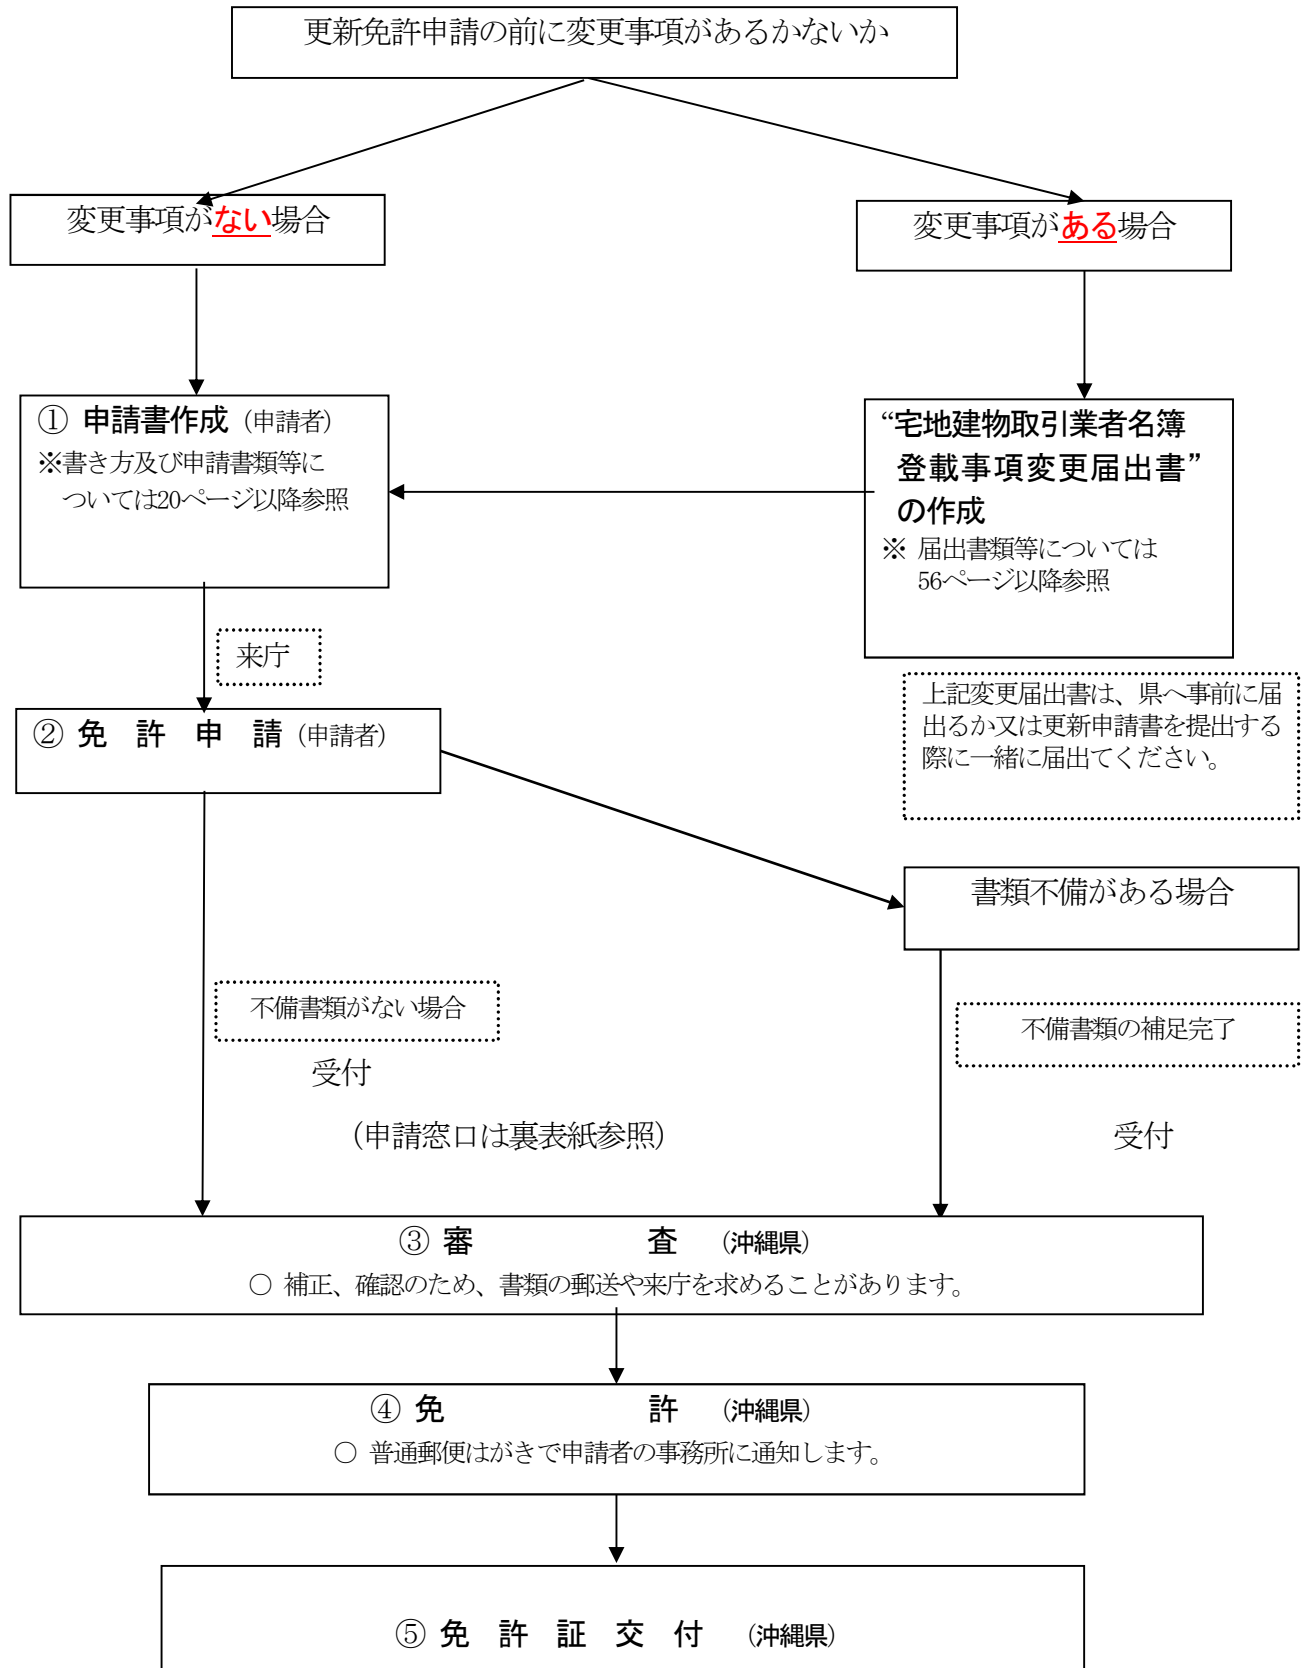 更新免許申請の前に変更事項があるかないか
変更事項がない場合
変更事項がある場合
① 申請書作成（申請者）
※書き方及び申請書類等に
ついては20ページ以降参照
“宅地建物取引業者名簿
登載事項変更届出書”
の作成
※ 届出書類等については
56ページ以降参照
来庁
上記変更届出書は、県へ事前に届
出るか又は更新申請書を提出する
際に一緒に届出てください。
② 免　許　申　請（申請者）
書類不備がある場合
不備書類がない場合
不備書類の補足完了
受付
（申請窓口は裏表紙参照）
受付
③ 審　　　　　査　（沖縄県）
○ 補正、確認のため、書類の郵送や来庁を求めることがあります。
④ 免　　　　　　許　（沖縄県）
○ 普通郵便はがきで申請者の事務所に通知します。
⑤ 免　許　証　交　付　（沖縄県）